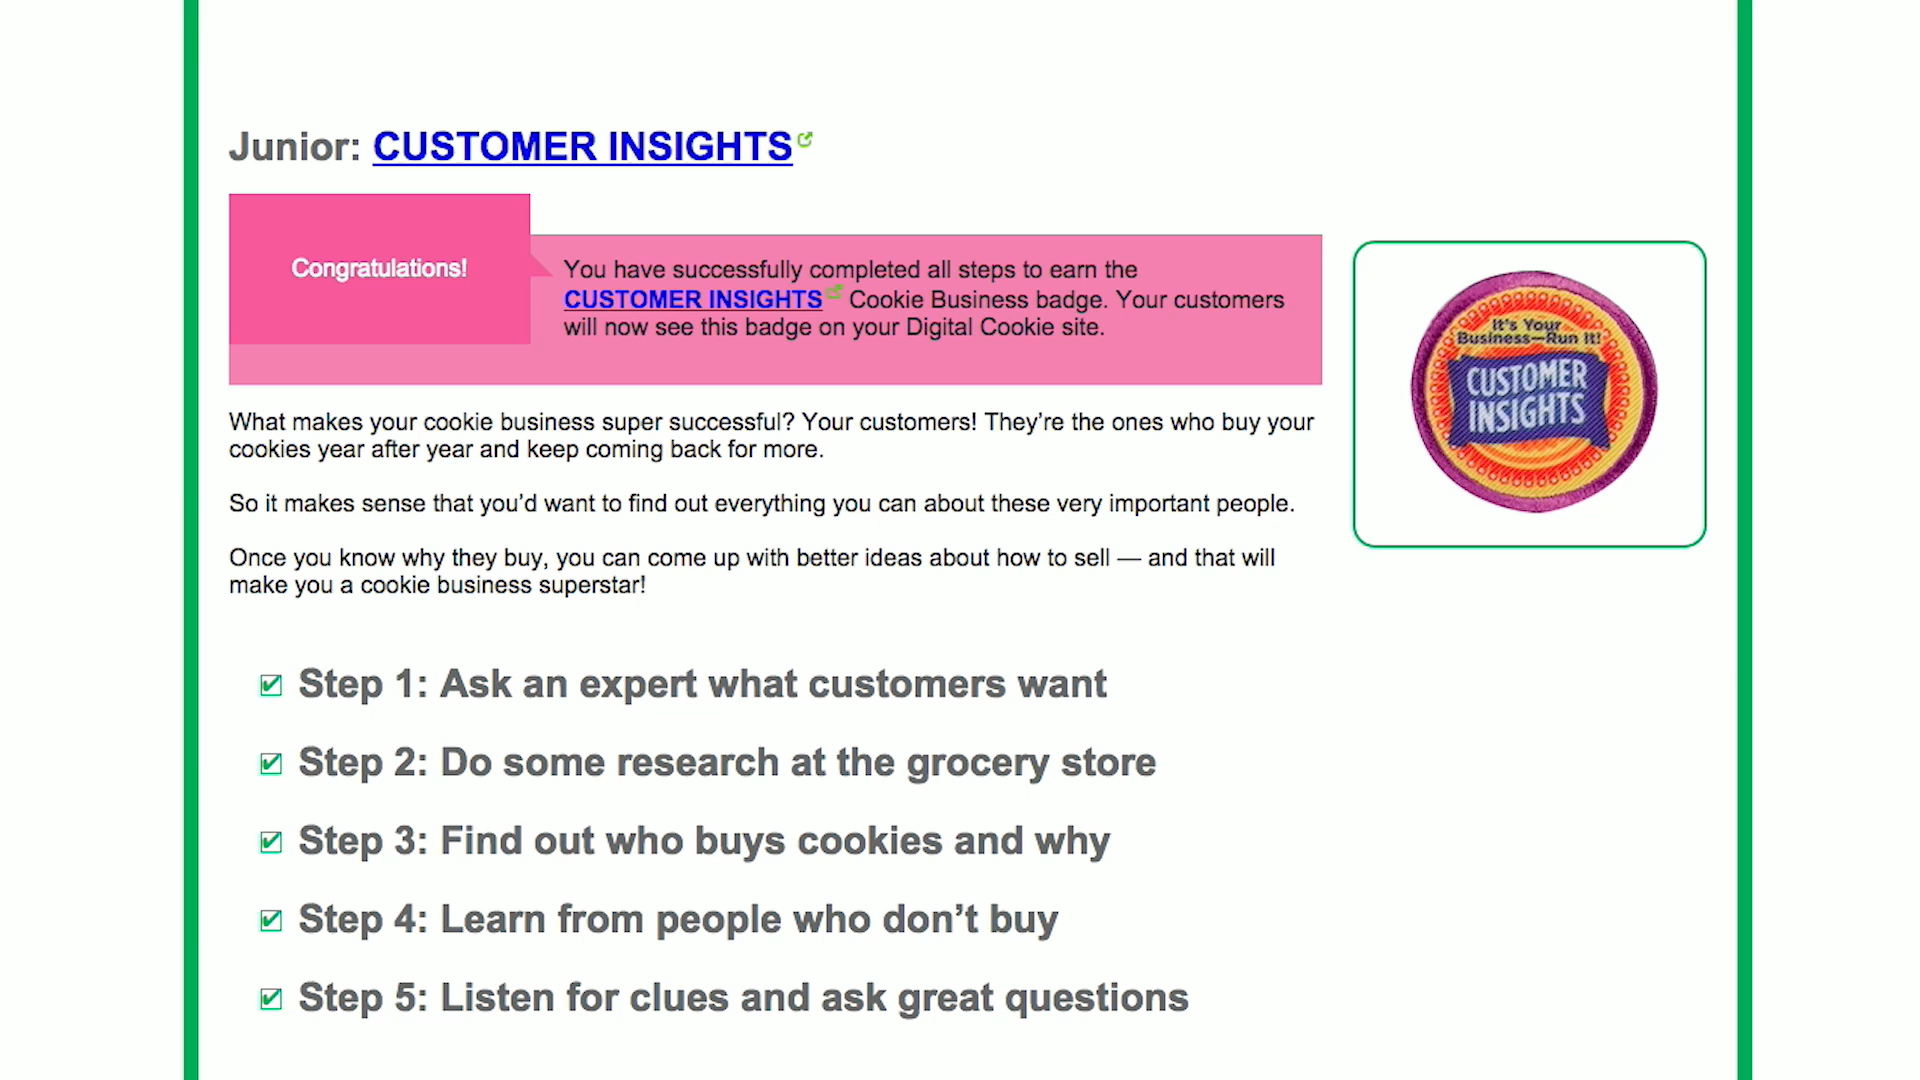 Junior: CUSTOMER INSIGHTS
Congratulations!
You have successfully completed all steps to earn the
CUSTOMER INSIGHTS Cookie Business badge. Your customers
will now see this badge on your Digital Cookie site.
It's Your
Business—Run It!
CUSTOMER
INSIGHTS
What makes your cookie business super successful? Your customers! They’re the ones who buy your
cookies year after year and keep coming back for more.
So it makes sense that you’d want to find out everything you can about these very important people.
Once you know why they buy, you can come up with better ideas about how to sell — and that will
make you a cookie business superstar!
Step 1: Ask an expert what customers want
Step 2: Do some research at the grocery store
Step 3: Find out who buys cookies and why
Step 4: Learn from people who don’t buy
Step 5: Listen for clues and ask great questions